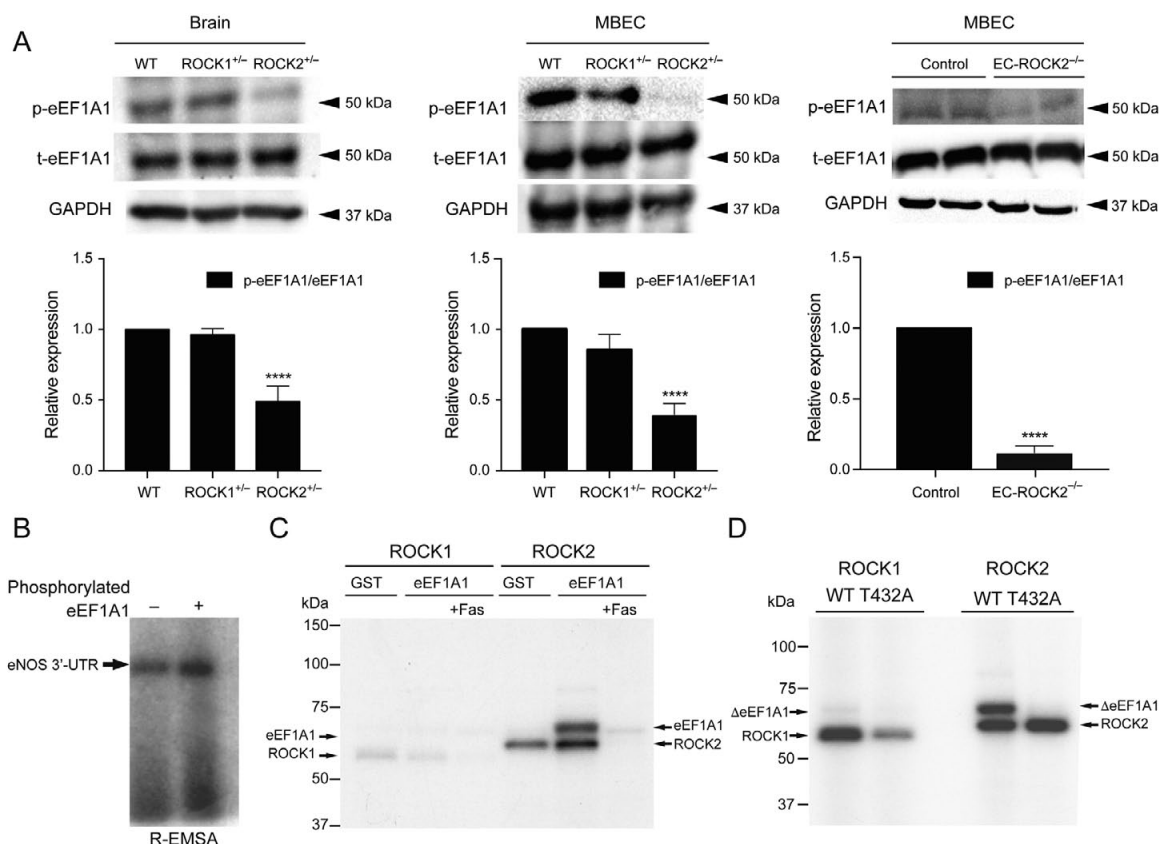 A
Brain
WT ROCK1+/– ROCK2+/–
p-eEF1A1 50 kDa
t-eEF1A1 50 kDa
GAPDH 37 kDa
1.5
1.0
0.5
0.0
Relative expression
p-eEF1A1/eEF1A1
****
WT ROCK1+/– ROCK2+/–
MBEC
WT ROCK1+/– ROCK2+/–
p-eEF1A1 50 kDa
t-eEF1A1 50 kDa
GAPDH 37 kDa
1.5
1.0
0.5
0.0
Relative expression
p-eEF1A1/eEF1A1
****
WT ROCK1+/– ROCK2+/–
MBEC
Control EC-ROCK2–/–
p-eEF1A1 50 kDa
t-eEF1A1 50 kDa
GAPDH 37 kDa
1.5
1.0
0.5
0.0
Relative expression
p-eEF1A1/eEF1A1
****
Control EC-ROCK2–/–
B
Phosphorylated
eEF1A1 – +
eNOS 3'-UTR
R-EMSA
C
ROCK1 ROCK2
GST eEF1A1 GST eEF1A1
kDa +Fas +Fas
150
100
75
eEF1A1 eEF1A1
ROCK1 ROCK2
50
37
D
ROCK1 ROCK2
kDa WT T432A WT T432A
100
75
ΔeEF1A1 ΔeEF1A1
ROCK1 ROCK2
50
37